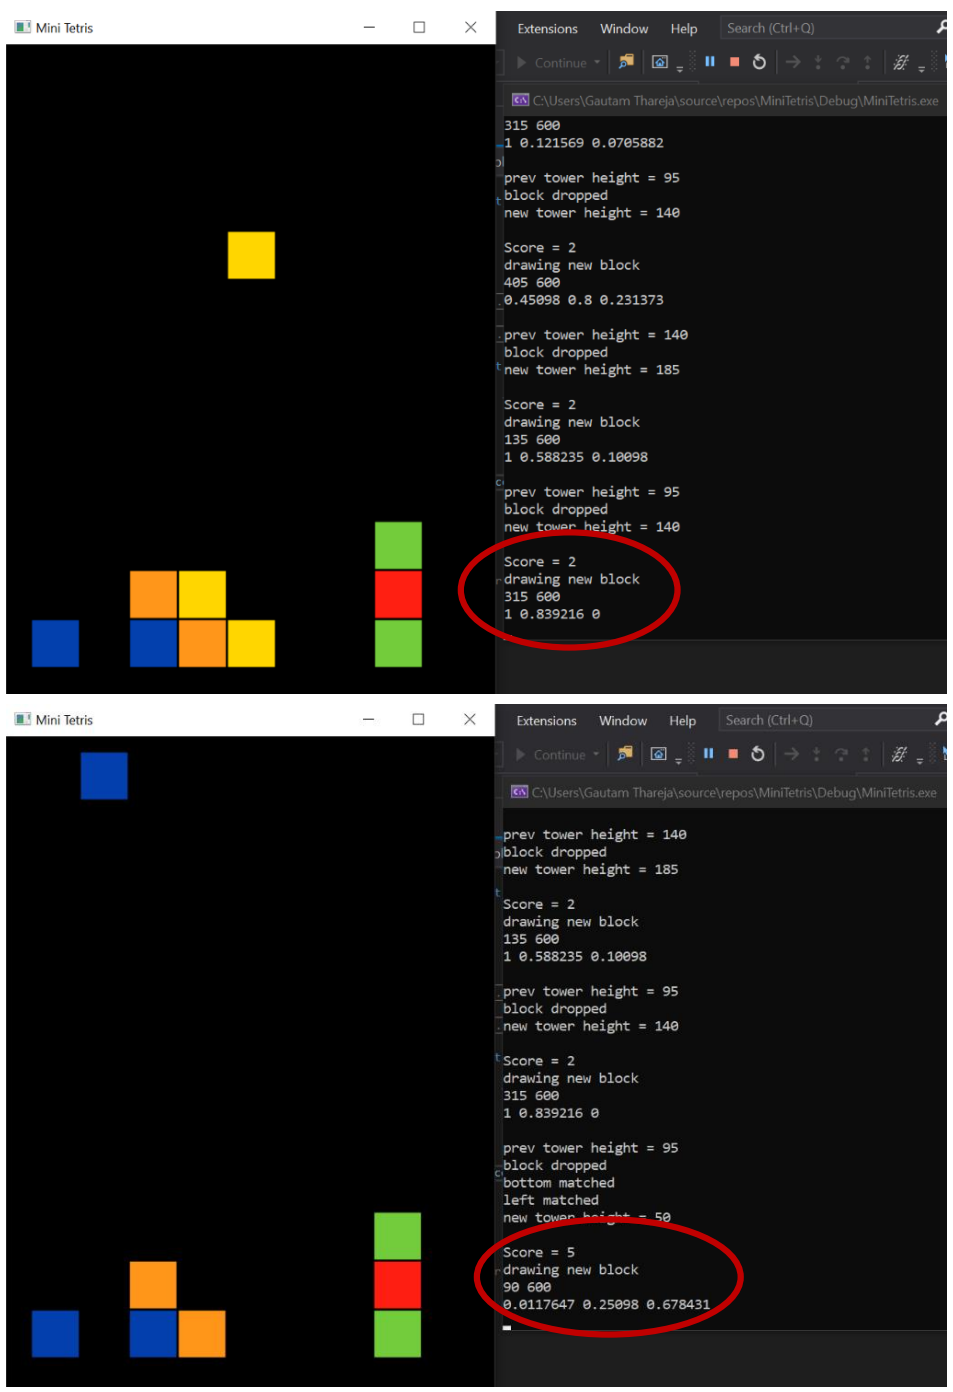 Mini Tetris
Extensions Window Help Search (Ctrl+Q)
Continue
C:\Users\Gautam Thareja\source\repos\MiniTetris\Debug\MiniTetris.exe
315 600
1 0.121569 0.0705882
prev tower height = 95
block dropped
new tower height = 140
Score = 2
drawing new block
405 600
0.45098 0.8 0.231373
prev tower height = 140
block dropped
new tower height = 185
Score = 2
drawing new block
135 600
1 0.588235 0.10098
prev tower height = 95
block dropped
new tower height = 140
Score = 2
drawing new block
315 600
1 0.839216 0
Mini Tetris
Extensions Window Help Search (Ctrl+Q)
Continue
C:\Users\Gautam Thareja\source\repos\MiniTetris\Debug\MiniTetris.exe
prev tower height = 140
block dropped
new tower height = 185
Score = 2
drawing new block
135 600
1 0.588235 0.10098
prev tower height = 95
block dropped
new tower height = 140
Score = 2
drawing new block
315 600
1 0.839216 0
prev tower height = 95
block dropped
bottom matched
left matched
new tower height = 50
Score = 5
drawing new block
90 600
0.0117647 0.25098 0.678431